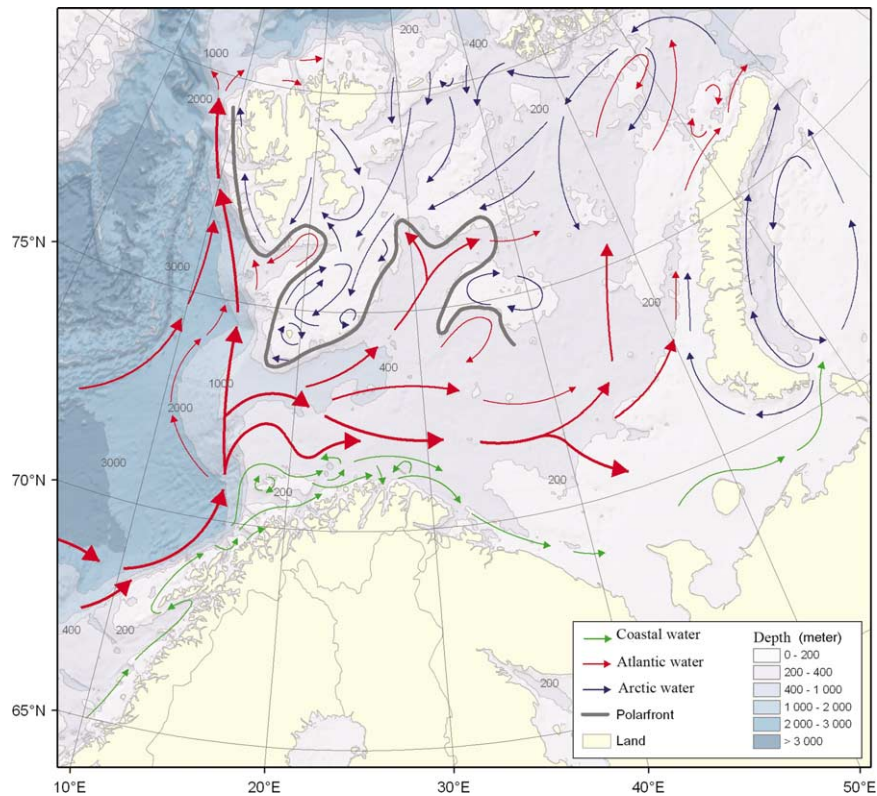 200
1000
400
2000
200
75°N
3000
200
400
1000
2000
3000
70°N
200
200
400
200
65°N
200
Coastal water
Atlantic water
Arctic water
Polarfront
Land
Depth (meter)
0 - 200
200 - 400
400 - 1 000
1 000 - 2 000
2 000 - 3 000
> 3 000
10°E
20°E
30°E
40°E
50°E